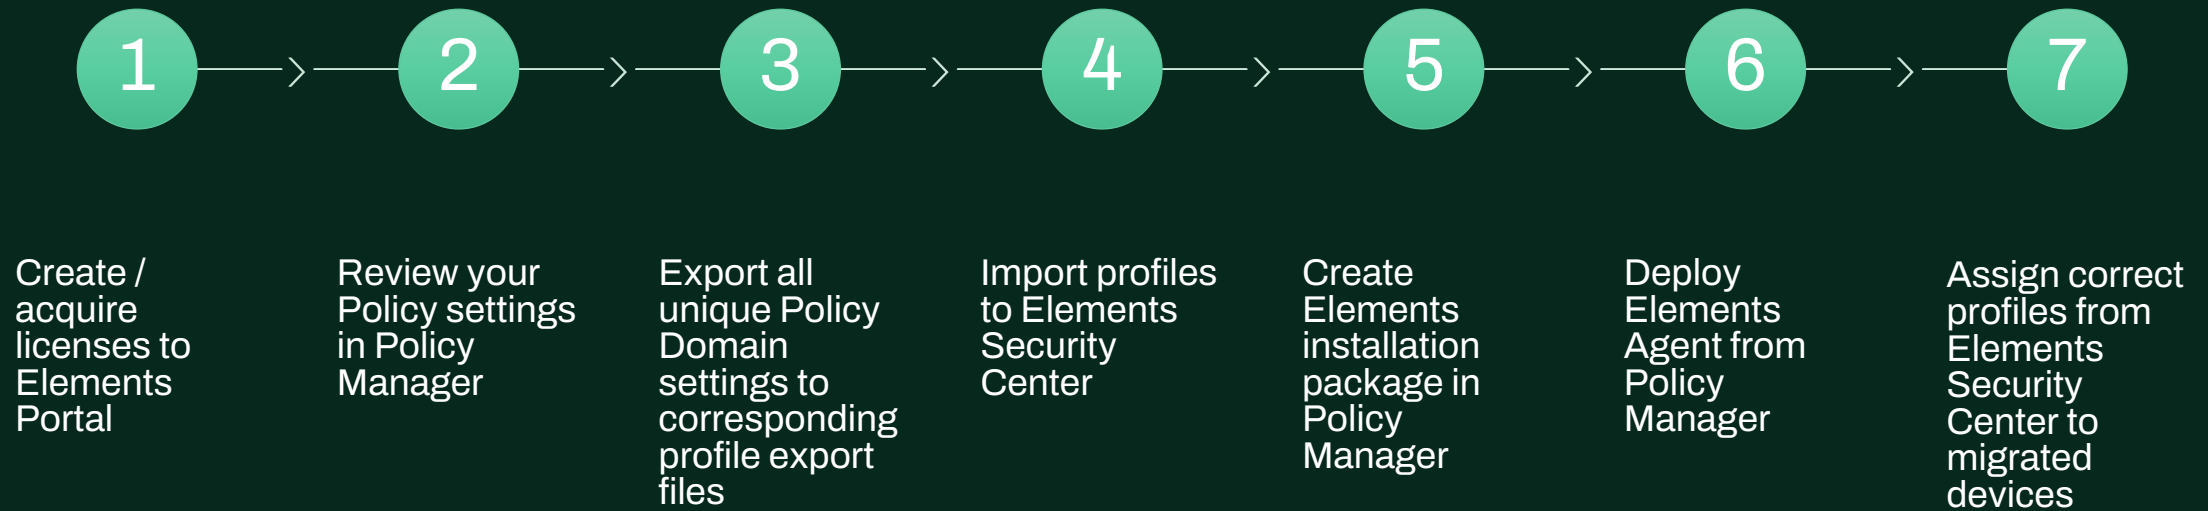 1
2
3
4
5
6
7
Create /
acquire
licenses to
Elements
Portal
Review your
Policy settings
in Policy
Manager
Export all
unique Policy
Domain
settings to
corresponding
profile export
files
Import profiles
to Elements
Security
Center
Create
Elements
installation
package in
Policy
Manager
Deploy
Elements
Agent from
Policy
Manager
Assign correct
profiles from
Elements
Security
Center to
migrated
devices